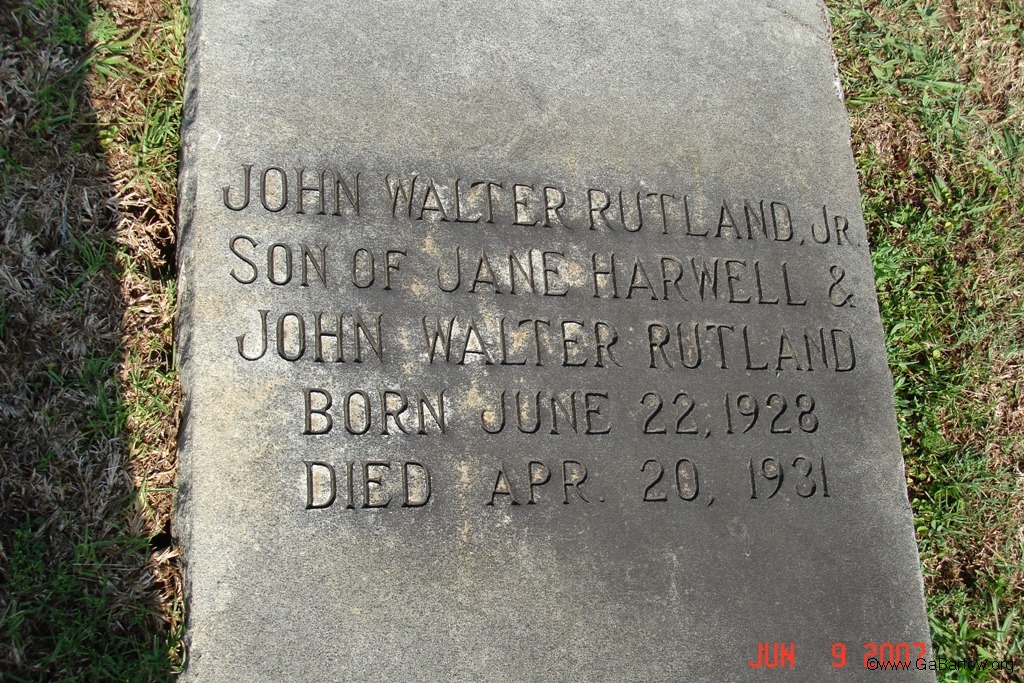 JOHN WALTER RUTLAND, JR.
SON OF JANE HARWELL &
JOHN WALTER RUTLAND
BORN JUNE 22, 1928
DIED APR. 20, 1931
JUN 9 2007
©www.GaBartow.org